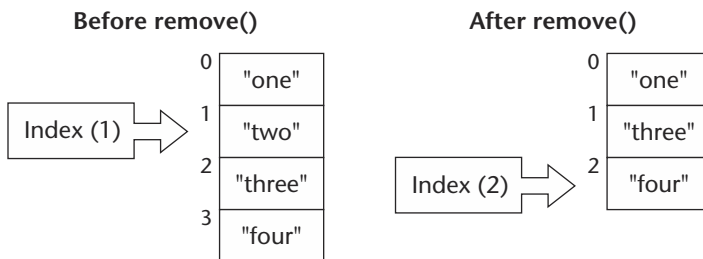 Before remove()
0
"one"
Index (1)
1
"two"
2
"three"
3
"four"
After remove()
0
"one"
1
"three"
Index (2)
2
"four"